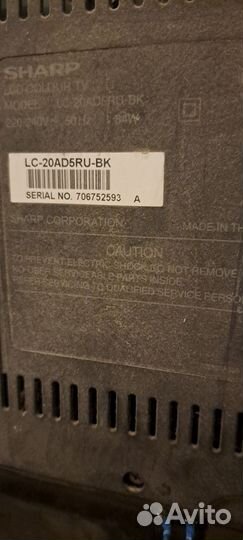 SHARP
LCD COLOUR TV
MODEL LC-20AD5RU-BK
220-240V ~ 50Hz 84W
LC-20AD5RU-BK
SERIAL NO. 706752593 A
SHARP CORPORATION MADE IN
CAUTION
TO PREVENT ELECTRIC SHOCK, DO NOT REMOVE
NO USER SERVICEABLE PARTS INSIDE
SERVICING TO QUALIFIED SERVICE PERSO
Avito